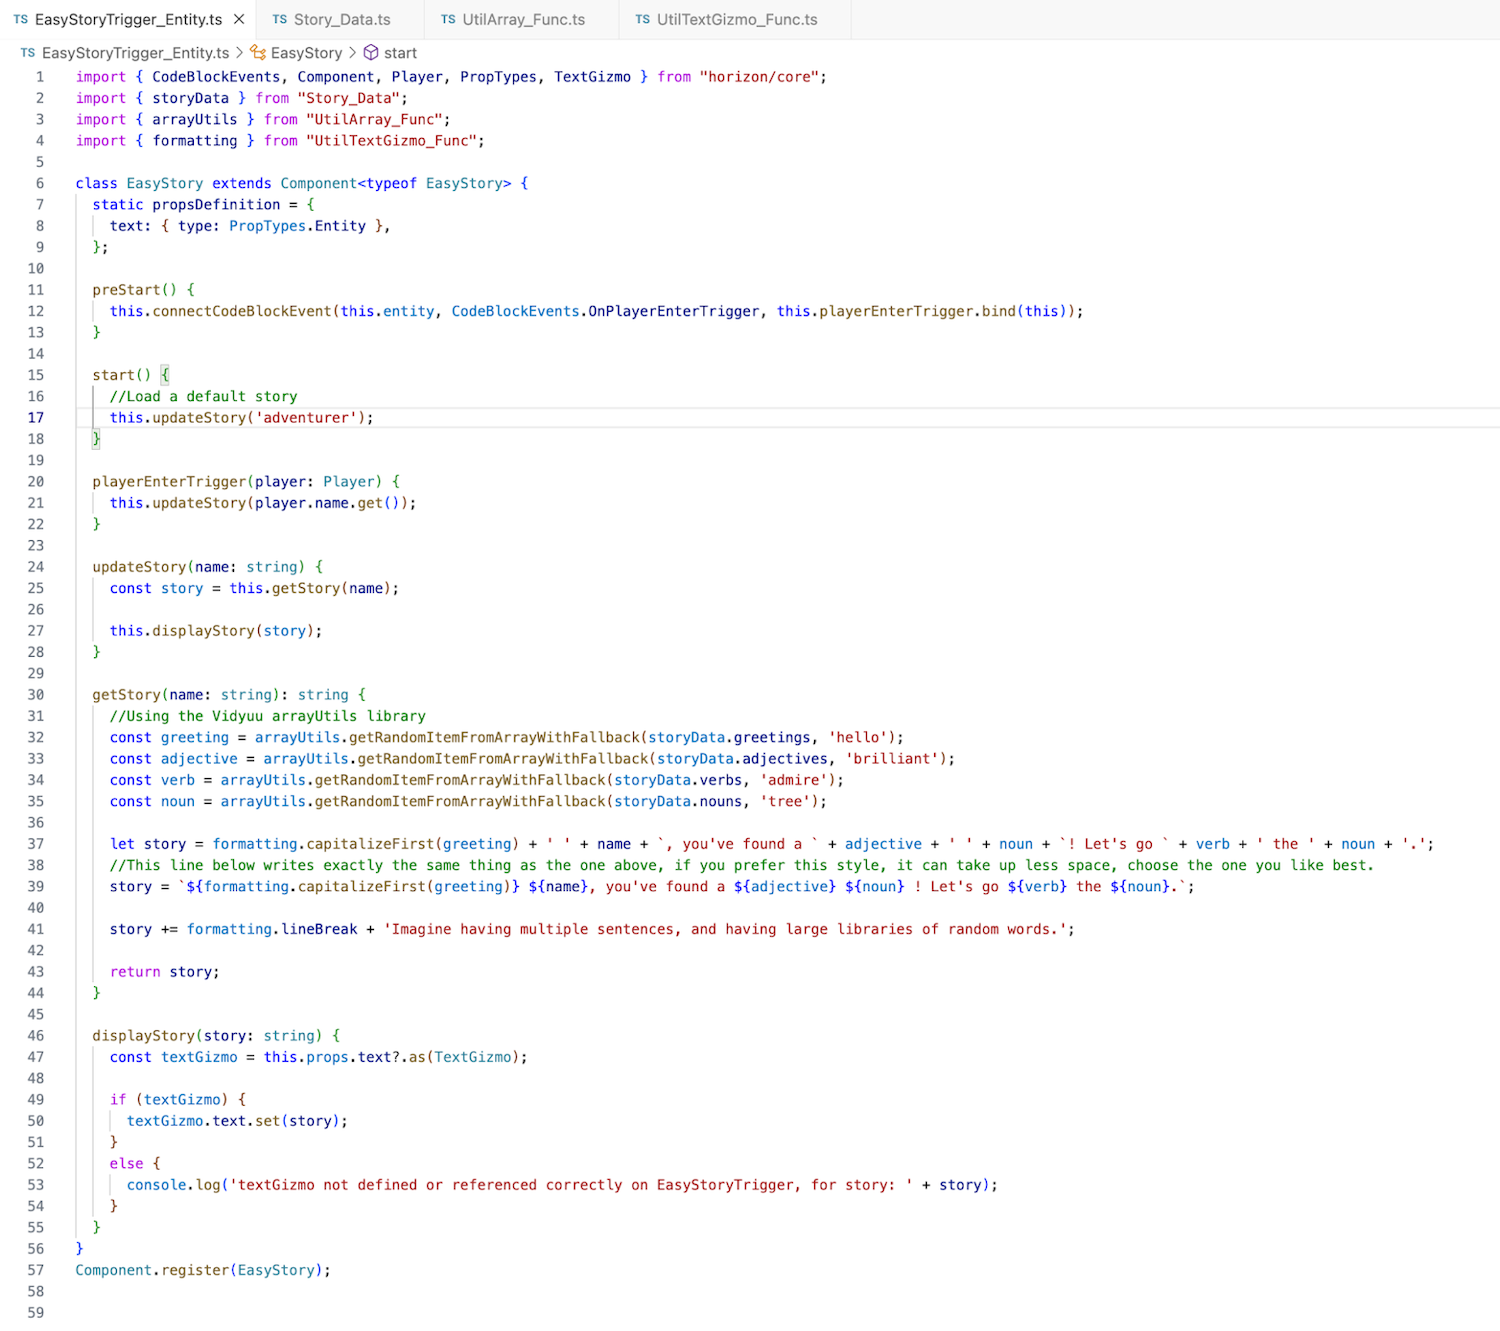 TS EasyStoryTrigger_Entity.ts × TS Story_Data.ts TS UtilArray_Func.ts TS UtilTextGizmo_Func.ts
TS EasyStoryTrigger_Entity.ts > EasyStory > start
1 import { CodeBlockEvents, Component, Player, PropTypes, TextGizmo } from "horizon/core";
2 import { storyData } from "Story_Data";
3 import { arrayUtils } from "UtilArray_Func";
4 import { formatting } from "UtilTextGizmo_Func";
5
6 class EasyStory extends Component<typeof EasyStory> {
7   static propsDefinition = {
8     text: { type: PropTypes.Entity },
9   };
10
11   preStart() {
12     this.connectCodeBlockEvent(this.entity, CodeBlockEvents.OnPlayerEnterTrigger, this.playerEnterTrigger.bind(this));
13   }
14
15   start() {
16     //Load a default story
17     this.updateStory('adventurer');
18   }
19
20   playerEnterTrigger(player: Player) {
21     this.updateStory(player.name.get());
22   }
23
24   updateStory(name: string) {
25     const story = this.getStory(name);
26
27     this.displayStory(story);
28   }
29
30   getStory(name: string): string {
31     //Using the Vidyuu arrayUtils library
32     const greeting = arrayUtils.getRandomItemFromArrayWithFallback(storyData.greetings, 'hello');
33     const adjective = arrayUtils.getRandomItemFromArrayWithFallback(storyData.adjectives, 'brilliant');
34     const verb = arrayUtils.getRandomItemFromArrayWithFallback(storyData.verbs, 'admire');
35     const noun = arrayUtils.getRandomItemFromArrayWithFallback(storyData.nouns, 'tree');
36
37     let story = formatting.capitalizeFirst(greeting) + ' ' + name + `, you've found a ` + adjective + ' ' + noun + `! Let's go ` + verb + ' the ' + noun + '.';
38     //This line below writes exactly the same thing as the one above, if you prefer this style, it can take up less space, choose the one you like best.
39     story = `${formatting.capitalizeFirst(greeting)} ${name}, you've found a ${adjective} ${noun} ! Let's go ${verb} the ${noun}.`;
40
41     story += formatting.lineBreak + 'Imagine having multiple sentences, and having large libraries of random words.';
42
43     return story;
44   }
45
46   displayStory(story: string) {
47     const textGizmo = this.props.text?.as(TextGizmo);
48
49     if (textGizmo) {
50       textGizmo.text.set(story);
51     }
52     else {
53       console.log('textGizmo not defined or referenced correctly on EasyStoryTrigger, for story: ' + story);
54     }
55   }
56 }
57 Component.register(EasyStory);
58
59